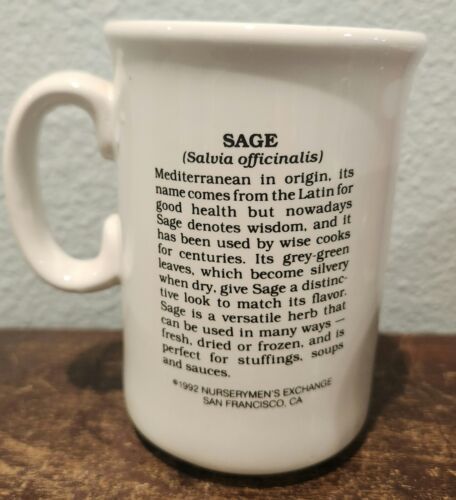 SAGE
(Salvia officinalis)
Mediterranean in origin, its
name comes from the Latin for
good health but nowadays
Sage denotes wisdom, and it
has been used by wise cooks
for centuries. Its grey-green
leaves, which become silvery
when dry, give Sage a distinc-
tive look to match its flavor.
Sage is a versatile herb that
can be used in many ways —
fresh, dried or frozen, and is
perfect for stuffings, soups
and sauces.
©1992 NURSERYMEN'S EXCHANGE
SAN FRANCISCO, CA